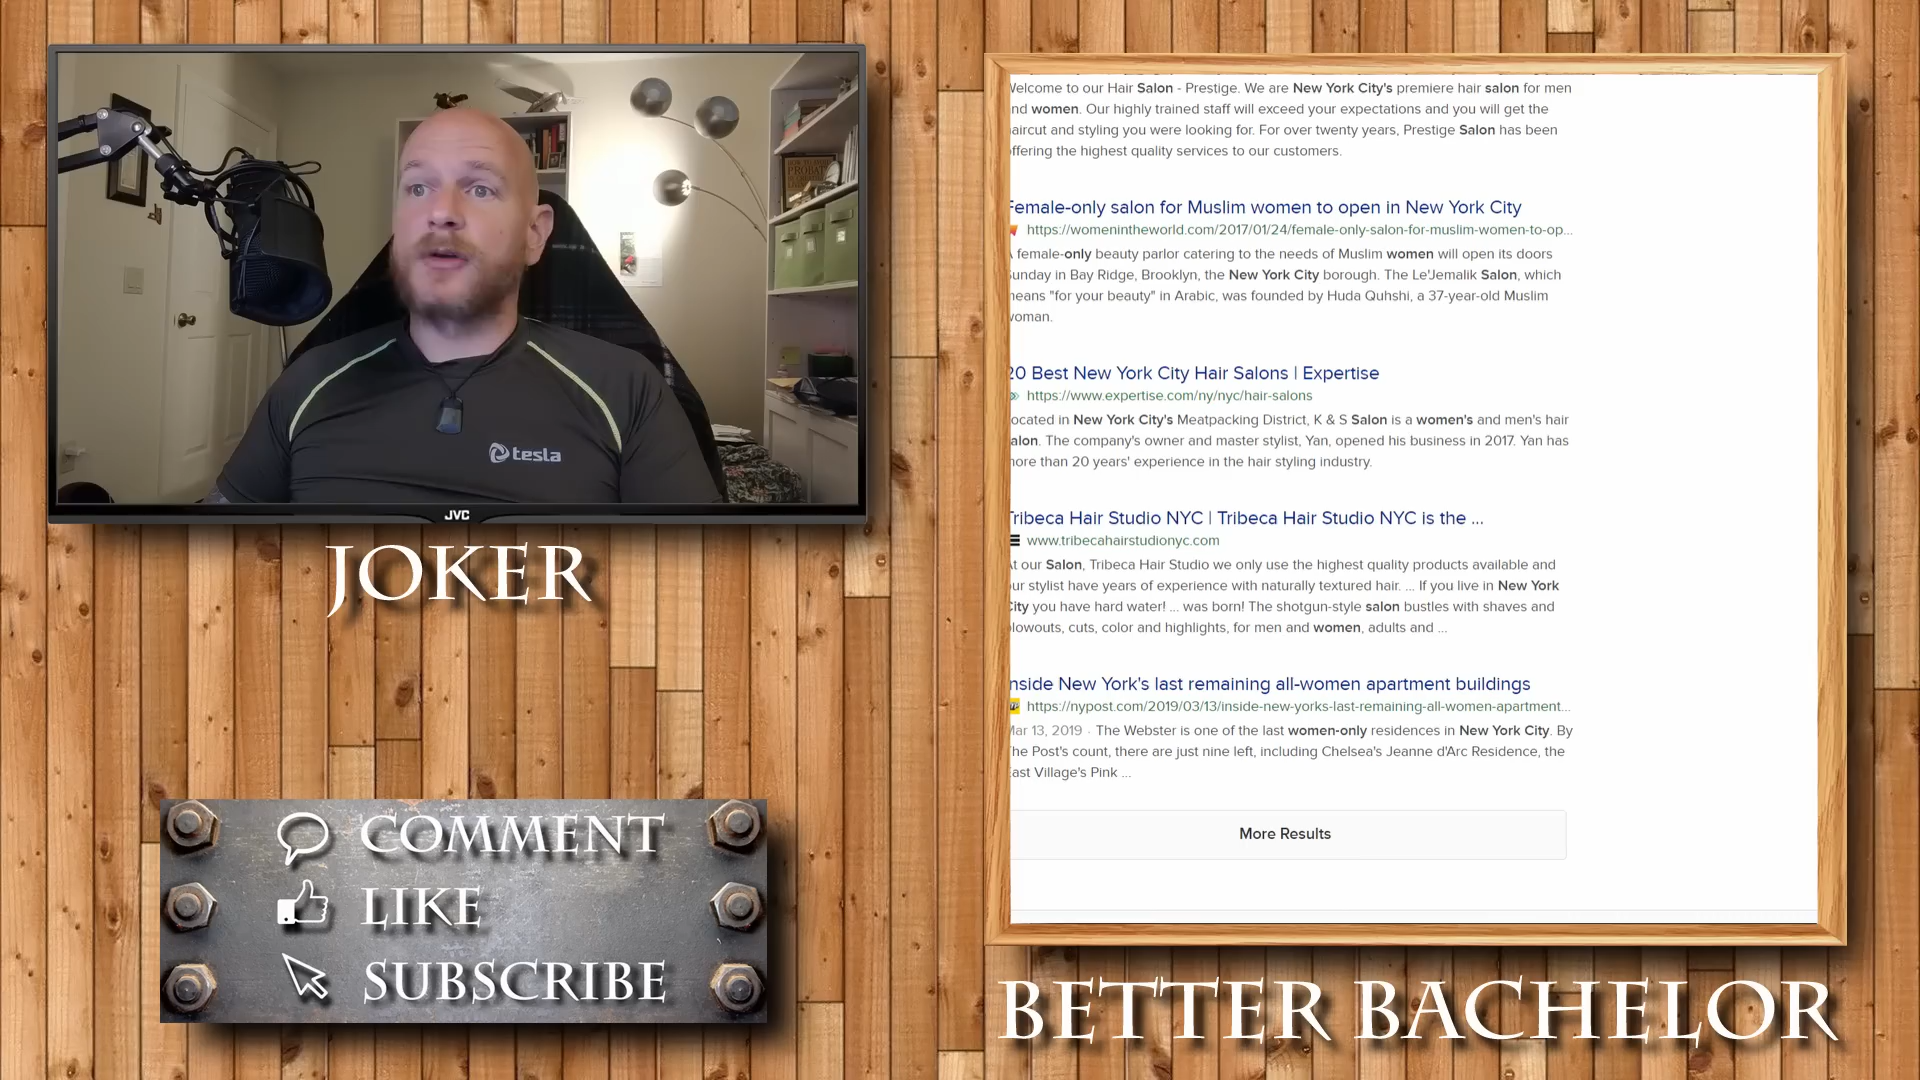 PROBATE
tesla
JVC
JOKER
COMMENT
LIKE
SUBSCRIBE
Welcome to our Hair Salon - Prestige. We are New York City's premiere hair salon for men
nd women. Our highly trained staff will exceed your expectations and you will get the
aircut and styling you were looking for. For over twenty years, Prestige Salon has been
ffering the highest quality services to our customers.
Female-only salon for Muslim women to open in New York City
https://womenintheworld.com/2017/01/24/female-only-salon-for-muslim-women-to-op...
A female-only beauty parlor catering to the needs of Muslim women will open its doors
unday in Bay Ridge, Brooklyn, the New York City borough. The Le'Jemalik Salon, which
eans "for your beauty" in Arabic, was founded by Huda Quhshi, a 37-year-old Muslim
woman.
20 Best New York City Hair Salons | Expertise
https://www.expertise.com/ny/nyc/hair-salons
ocated in New York City's Meatpacking District, K & S Salon is a women's and men's hair
alon. The company's owner and master stylist, Yan, opened his business in 2017. Yan has
ore than 20 years' experience in the hair styling industry.
Tribeca Hair Studio NYC | Tribeca Hair Studio NYC is the ...
www.tribecahairstudionyc.com
At our Salon, Tribeca Hair Studio we only use the highest quality products available and
ur stylist have years of experience with naturally textured hair. ... If you live in New York
City you have hard water! ... was born! The shotgun-style salon bustles with shaves and
lowouts, cuts, color and highlights, for men and women, adults and ...
nside New York's last remaining all-women apartment buildings
https://nypost.com/2019/03/13/inside-new-yorks-last-remaining-all-women-apartment...
Mar 13, 2019 · The Webster is one of the last women-only residences in New York City. By
The Post's count, there are just nine left, including Chelsea's Jeanne d'Arc Residence, the
East Village's Pink ...
More Results
BETTER BACHELOR